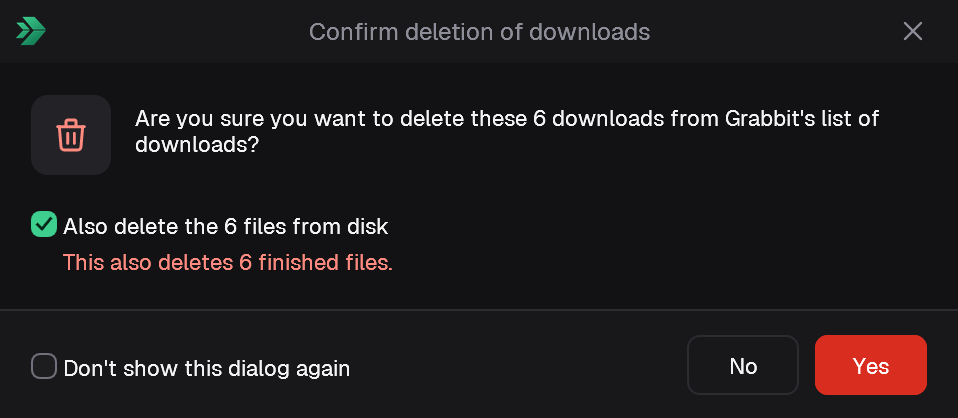 Confirm deletion of downloads
Are you sure you want to delete these 6 downloads from Grabbit's list of
downloads?
Also delete the 6 files from disk
This also deletes 6 finished files.
Don't show this dialog again
No
Yes